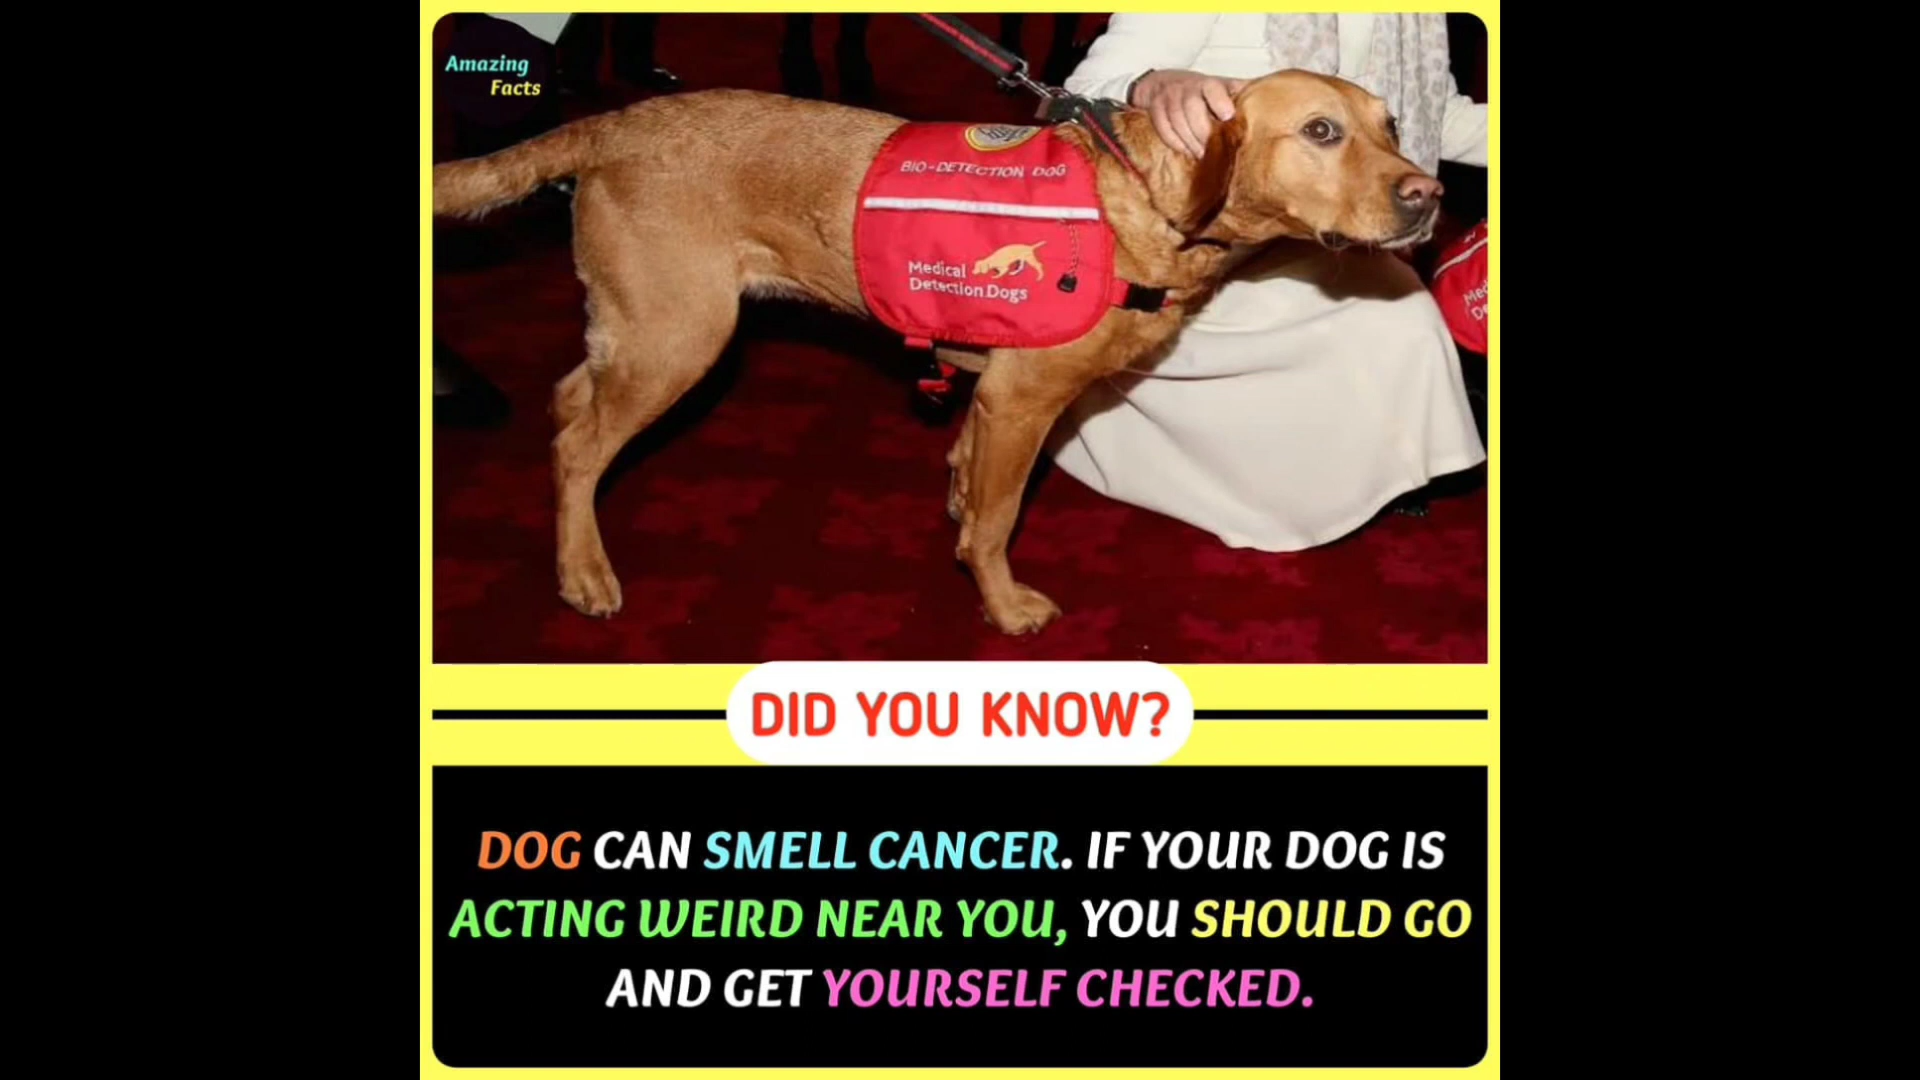 Amazing
Facts
BIO-DETECTION DOG
Medical
Detection Dogs
DID YOU KNOW?
DOG CAN SMELL CANCER. IF YOUR DOG IS
ACTING WEIRD NEAR YOU, YOU SHOULD GO
AND GET YOURSELF CHECKED.